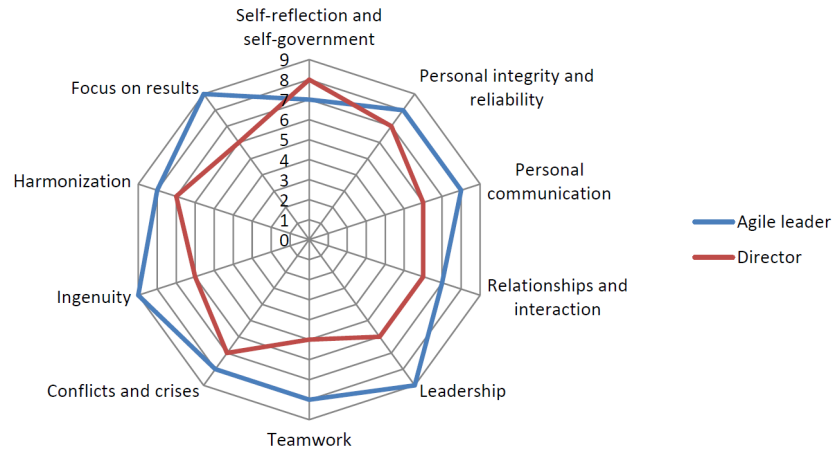 Self-reflection and
self-government
Focus on results
Personal integrity and
reliability
9
8
7
6
5
4
3
2
1
0
Harmonization
Personal
communication
Agile leader
Director
Ingenuity
Relationships and
interaction
Conflicts and crises
Leadership
Teamwork